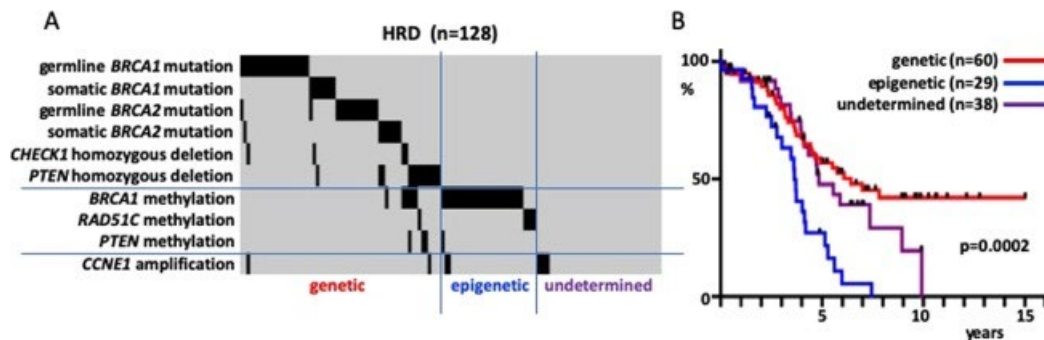 A
HRD (n=128)
germline BRCA1 mutation
somatic BRCA1 mutation
germline BRCA2 mutation
somatic BRCA2 mutation
CHECK1 homozygous deletion
PTEN homozygous deletion
BRCA1 methylation
RAD51C methylation
PTEN methylation
CCNE1 amplification
genetic epigenetic undetermined
B
100
%
50
0
genetic (n=60)
epigenetic (n=29)
undetermined (n=38)
p=0.0002
5 10 15
years